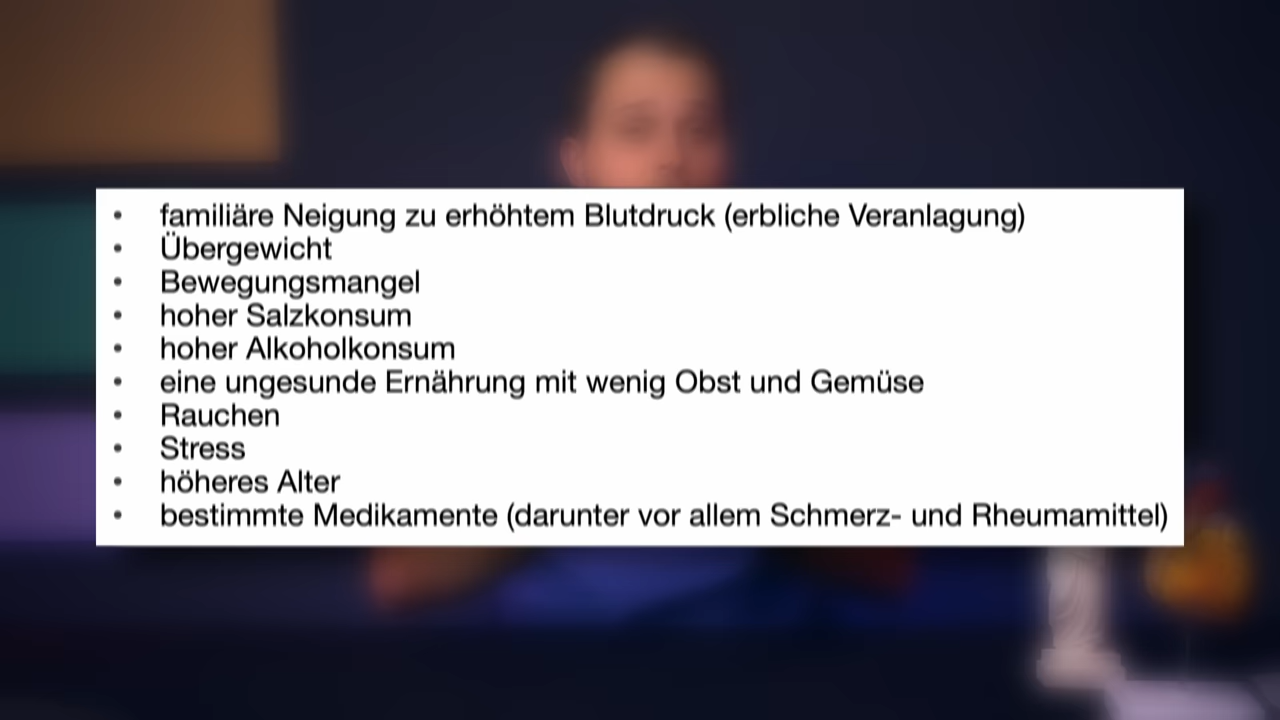 • familiäre Neigung zu erhöhtem Blutdruck (erbliche Veranlagung)
• Übergewicht
• Bewegungsmangel
• hoher Salzkonsum
• hoher Alkoholkonsum
• eine ungesunde Ernährung mit wenig Obst und Gemüse
• Rauchen
• Stress
• höheres Alter
• bestimmte Medikamente (darunter vor allem Schmerz- und Rheumamittel)